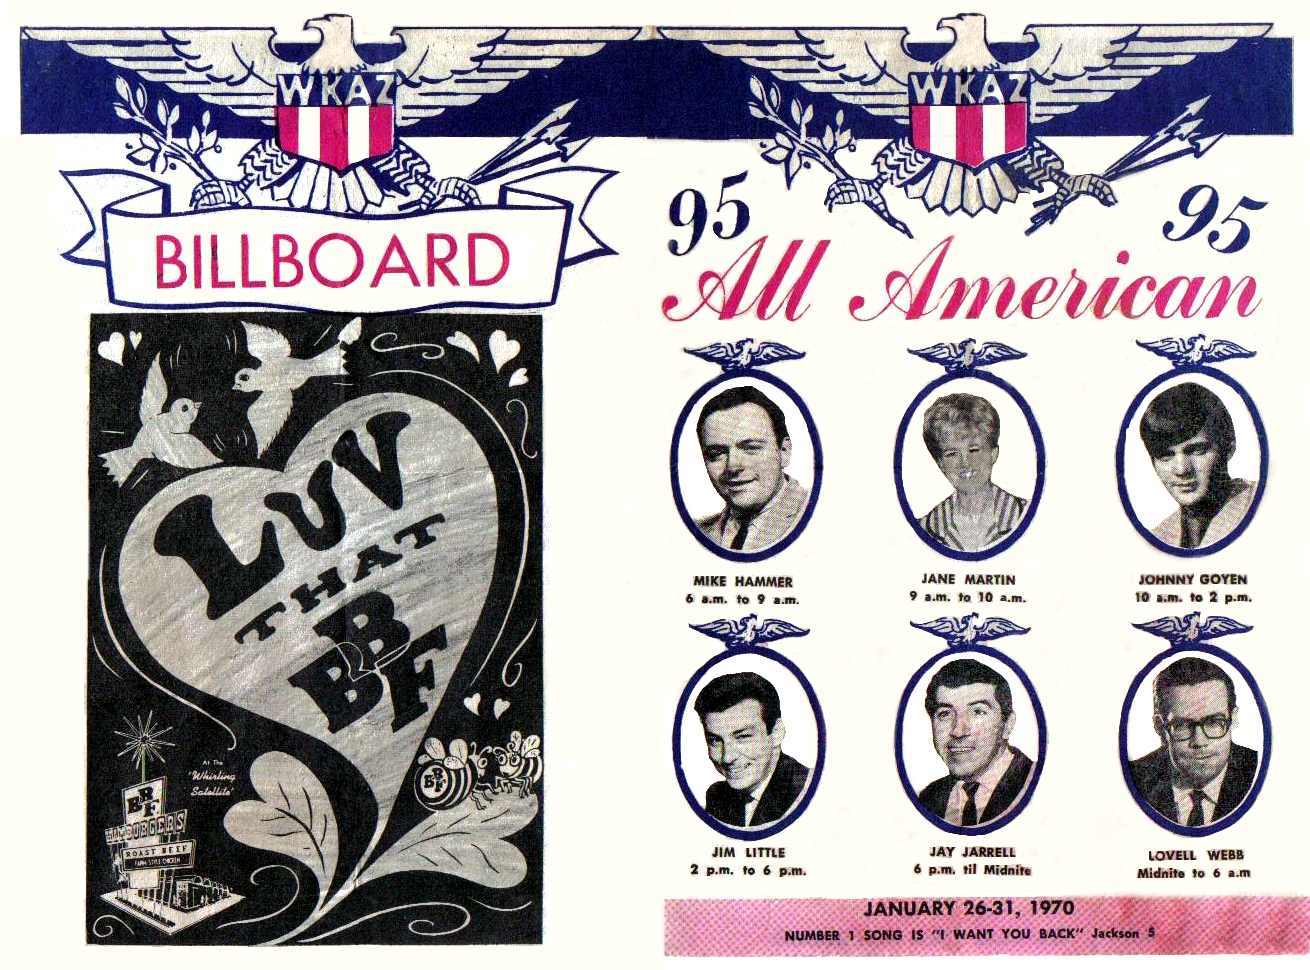 WKAZ
BILLBOARD
LUV
THAT
BBF
BBF
At The
"Whirling
Satellite"
BBF
HAMBURGERS
ROAST BEEF
FARM STYLE CHICKEN
WKAZ
95 95
All American
MIKE HAMMER
6 a.m. to 9 a.m.
JANE MARTIN
9 a.m. to 10 a.m.
JOHNNY GOYEN
10 a.m. to 2 p.m.
JIM LITTLE
2 p.m. to 6 p.m.
JAY JARRELL
6 p.m. til Midnite
LOVELL WEBB
Midnite to 6 a.m
JANUARY 26-31, 1970
NUMBER 1 SONG IS "I WANT YOU BACK" Jackson 5